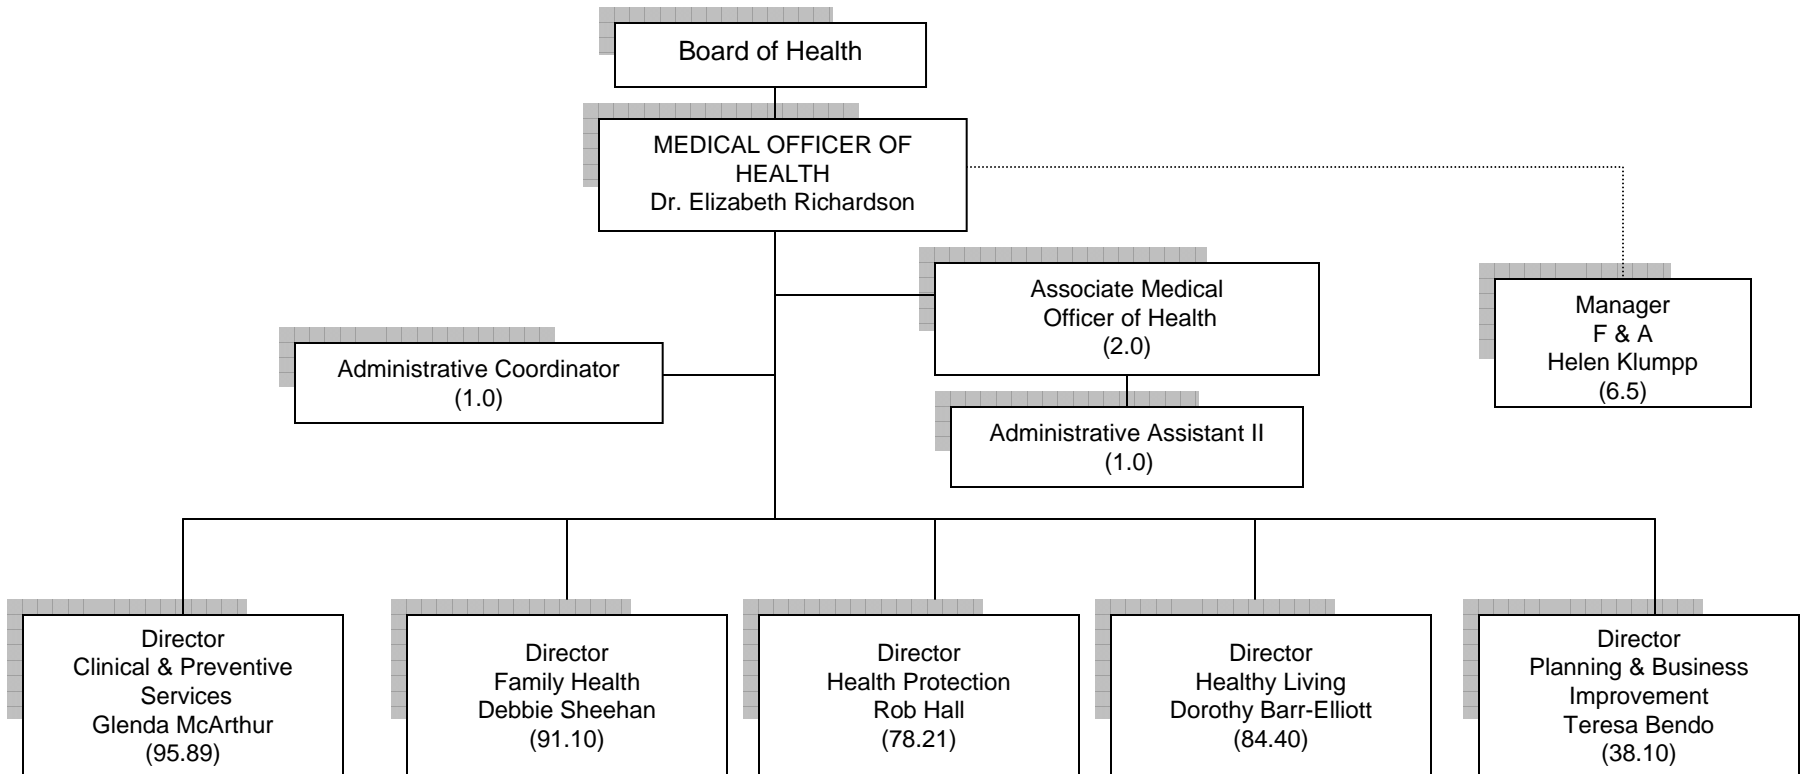 Board of Health
MEDICAL OFFICER OF
HEALTH
Dr. Elizabeth Richardson
Associate Medical
Officer of Health
(2.0)
Manager
F & A
Helen Klumpp
(6.5)
Administrative Coordinator
(1.0)
Administrative Assistant II
(1.0)
Director
Clinical & Preventive
Services
Glenda McArthur
(95.89)
Director
Family Health
Debbie Sheehan
(91.10)
Director
Health Protection
Rob Hall
(78.21)
Director
Healthy Living
Dorothy Barr-Elliott
(84.40)
Director
Planning & Business
Improvement
Teresa Bendo
(38.10)